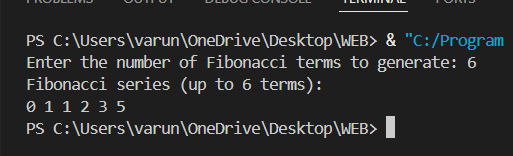 PROBLEMS OUTPUT DEBUG CONSOLE TERMINAL PORTS
PS C:\Users\varun\OneDrive\Desktop\WEB> & "C:/Program
Enter the number of Fibonacci terms to generate: 6
Fibonacci series (up to 6 terms):
0 1 1 2 3 5
PS C:\Users\varun\OneDrive\Desktop\WEB>